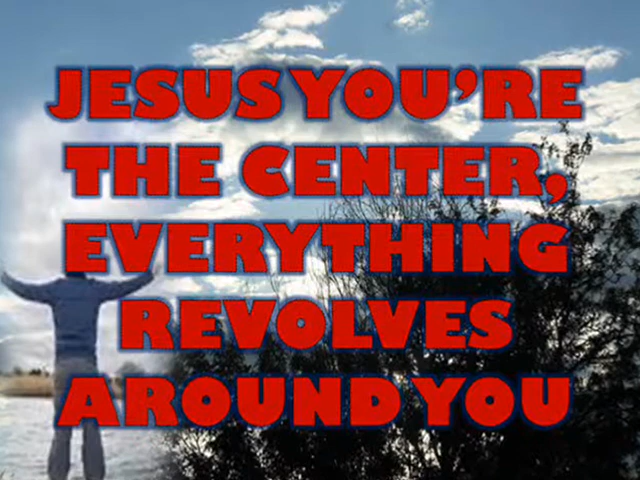 JESUS YOU'RE
THE CENTER,
EVERYTHING
REVOLVES
AROUND YOU